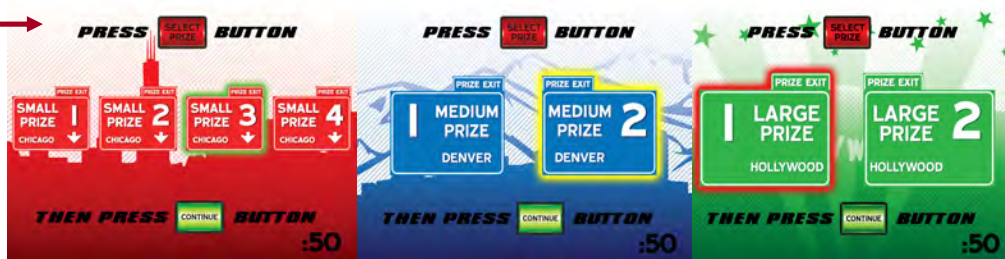 PRESS SELECT PRIZE BUTTON
PRIZE EXIT
SMALL PRIZE 1
CHICAGO
PRIZE EXIT
SMALL PRIZE 2
CHICAGO
PRIZE EXIT
SMALL PRIZE 3
CHICAGO
PRIZE EXIT
SMALL PRIZE 4
CHICAGO
THEN PRESS CONTINUE BUTTON
:50
PRESS SELECT PRIZE BUTTON
PRIZE EXIT
1 MEDIUM PRIZE
DENVER
PRIZE EXIT
MEDIUM PRIZE 2
DENVER
THEN PRESS CONTINUE BUTTON
:50
PRESS SELECT PRIZE BUTTON
PRIZE EXIT
1 LARGE PRIZE
HOLLYWOOD
PRIZE EXIT
LARGE PRIZE 2
HOLLYWOOD
THEN PRESS CONTINUE BUTTON
:50